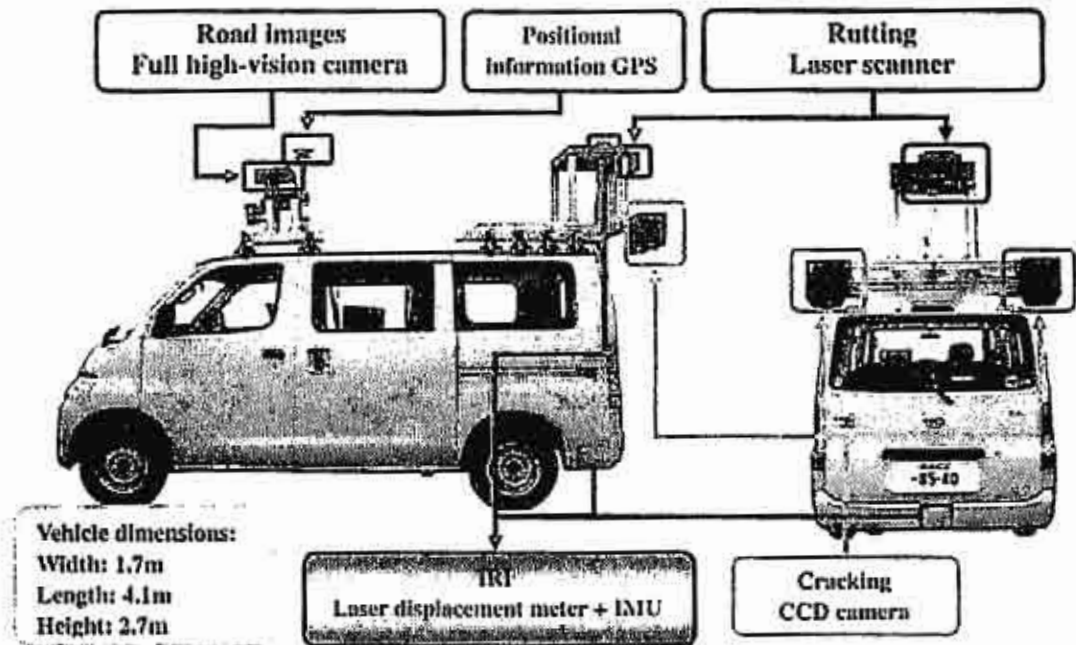 Road images
Full high-vision camera
Positional
information GPS
Rutting
Laser scanner
Vehicle dimensions:
Width: 1.7m
Length: 4.1m
Height: 2.7m
IRI
Laser displacement meter + IMU
Cracking
CCD camera